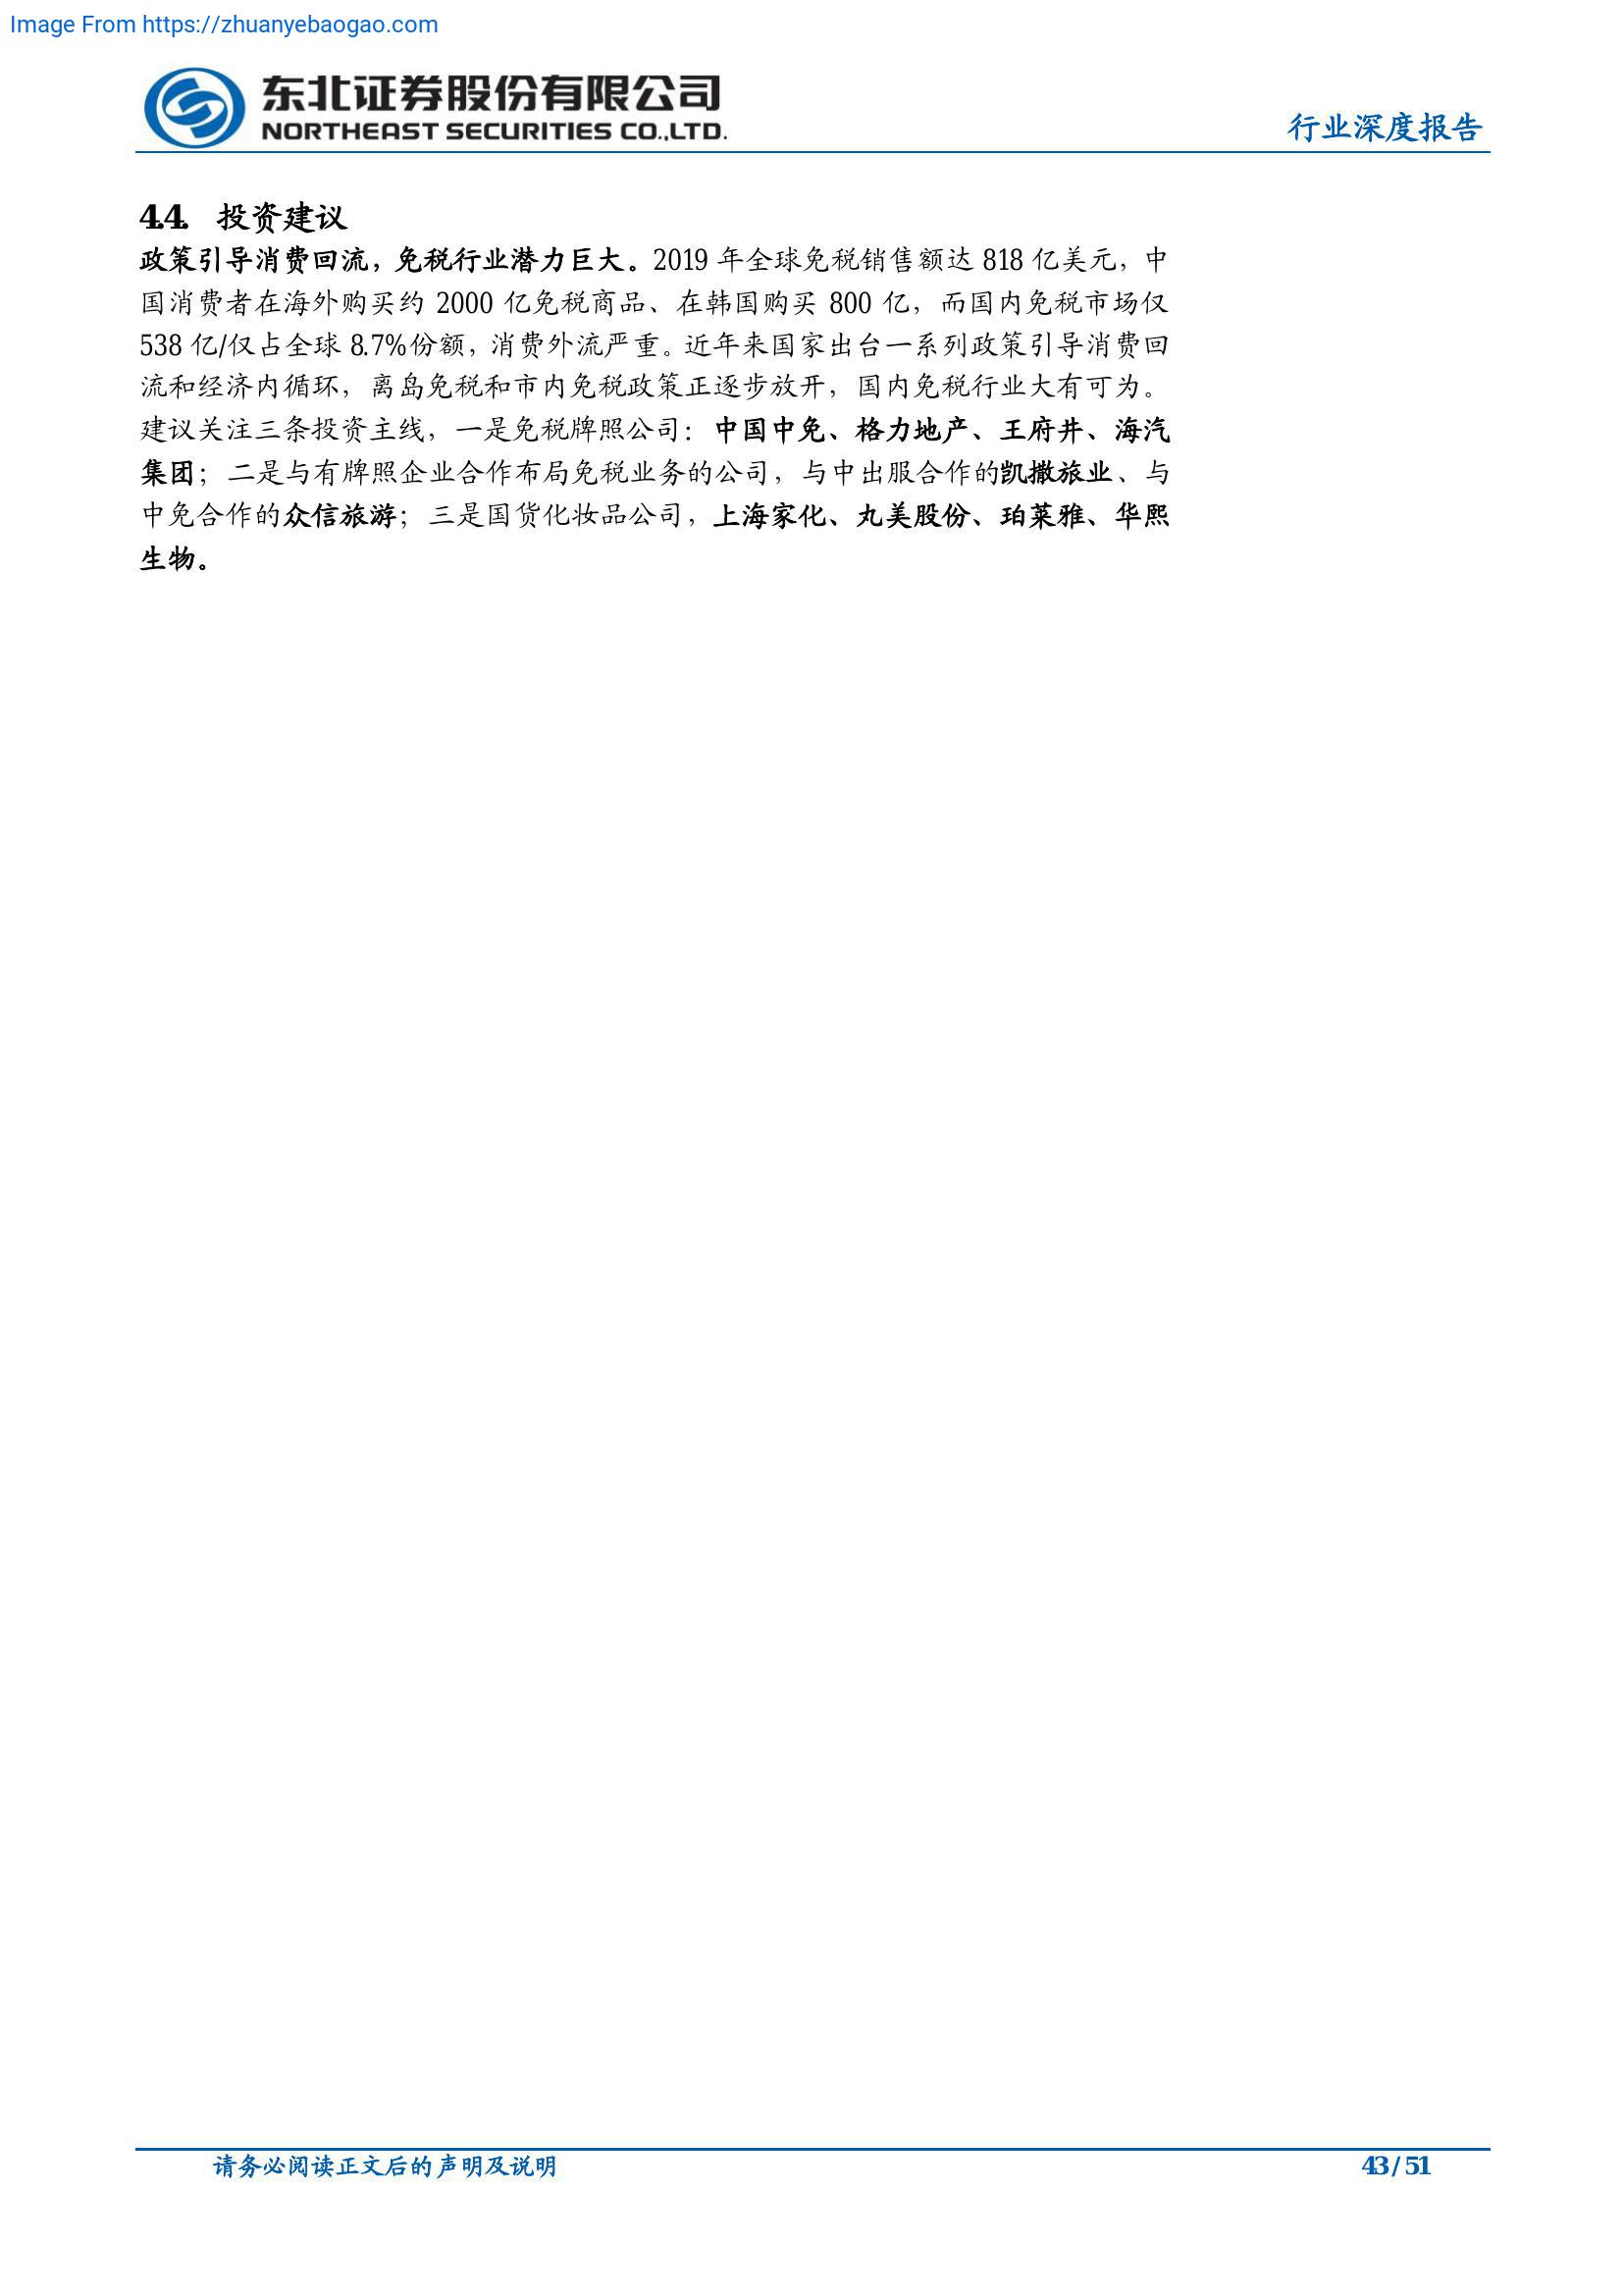 Image From https://zhuanyebaogao.com
东北证券股份有限公司
NORTHEAST SECURITIES CO.,LTD.
行业深度报告
4.4. 投资建议
政策引导消费回流，免税行业潜力巨大。2019 年全球免税销售额达 818 亿美元，中
国消费者在海外购买约 2000 亿免税商品、在韩国购买 800 亿，而国内免税市场仅
538 亿/仅占全球 8.7%份额，消费外流严重。近年来国家出台一系列政策引导消费回
流和经济内循环，离岛免税和市内免税政策正逐步放开，国内免税行业大有可为。
建议关注三条投资主线，一是免税牌照公司：中国中免、格力地产、王府井、海汽
集团；二是与有牌照企业合作布局免税业务的公司，与中出服合作的凯撒旅业、与
中免合作的众信旅游；三是国货化妆品公司，上海家化、丸美股份、珀莱雅、华熙
生物。
请务必阅读正文后的声明及说明
43 / 51